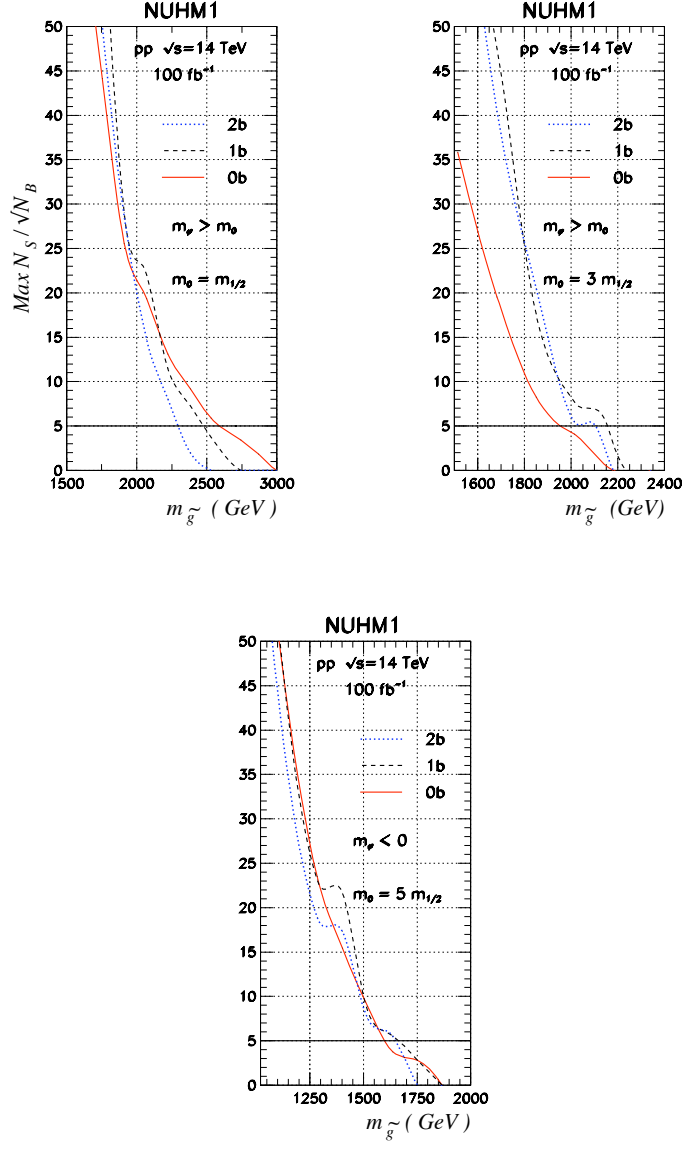 NUHM1
50
45
40
35
30
25
20
15
10
5
0
Max N_S / √N_B
pp √s=14 TeV
100 fb⁻¹
2b
1b
0b
m_φ > m_0
m_0 = m_1/2
1500 2000 2500 3000
m_g̃ ( GeV )
NUHM1
50
45
40
35
30
25
20
15
10
5
0
pp √s=14 TeV
100 fb⁻¹
2b
1b
0b
m_φ > m_0
m_0 = 3 m_1/2
1600 1800 2000 2200 2400
m_g̃ (GeV)
NUHM1
50
45
40
35
30
25
20
15
10
5
0
pp √s=14 TeV
100 fb⁻¹
2b
1b
0b
m_φ < 0
m_0 = 5 m_1/2
1250 1500 1750 2000
m_g̃ ( GeV )